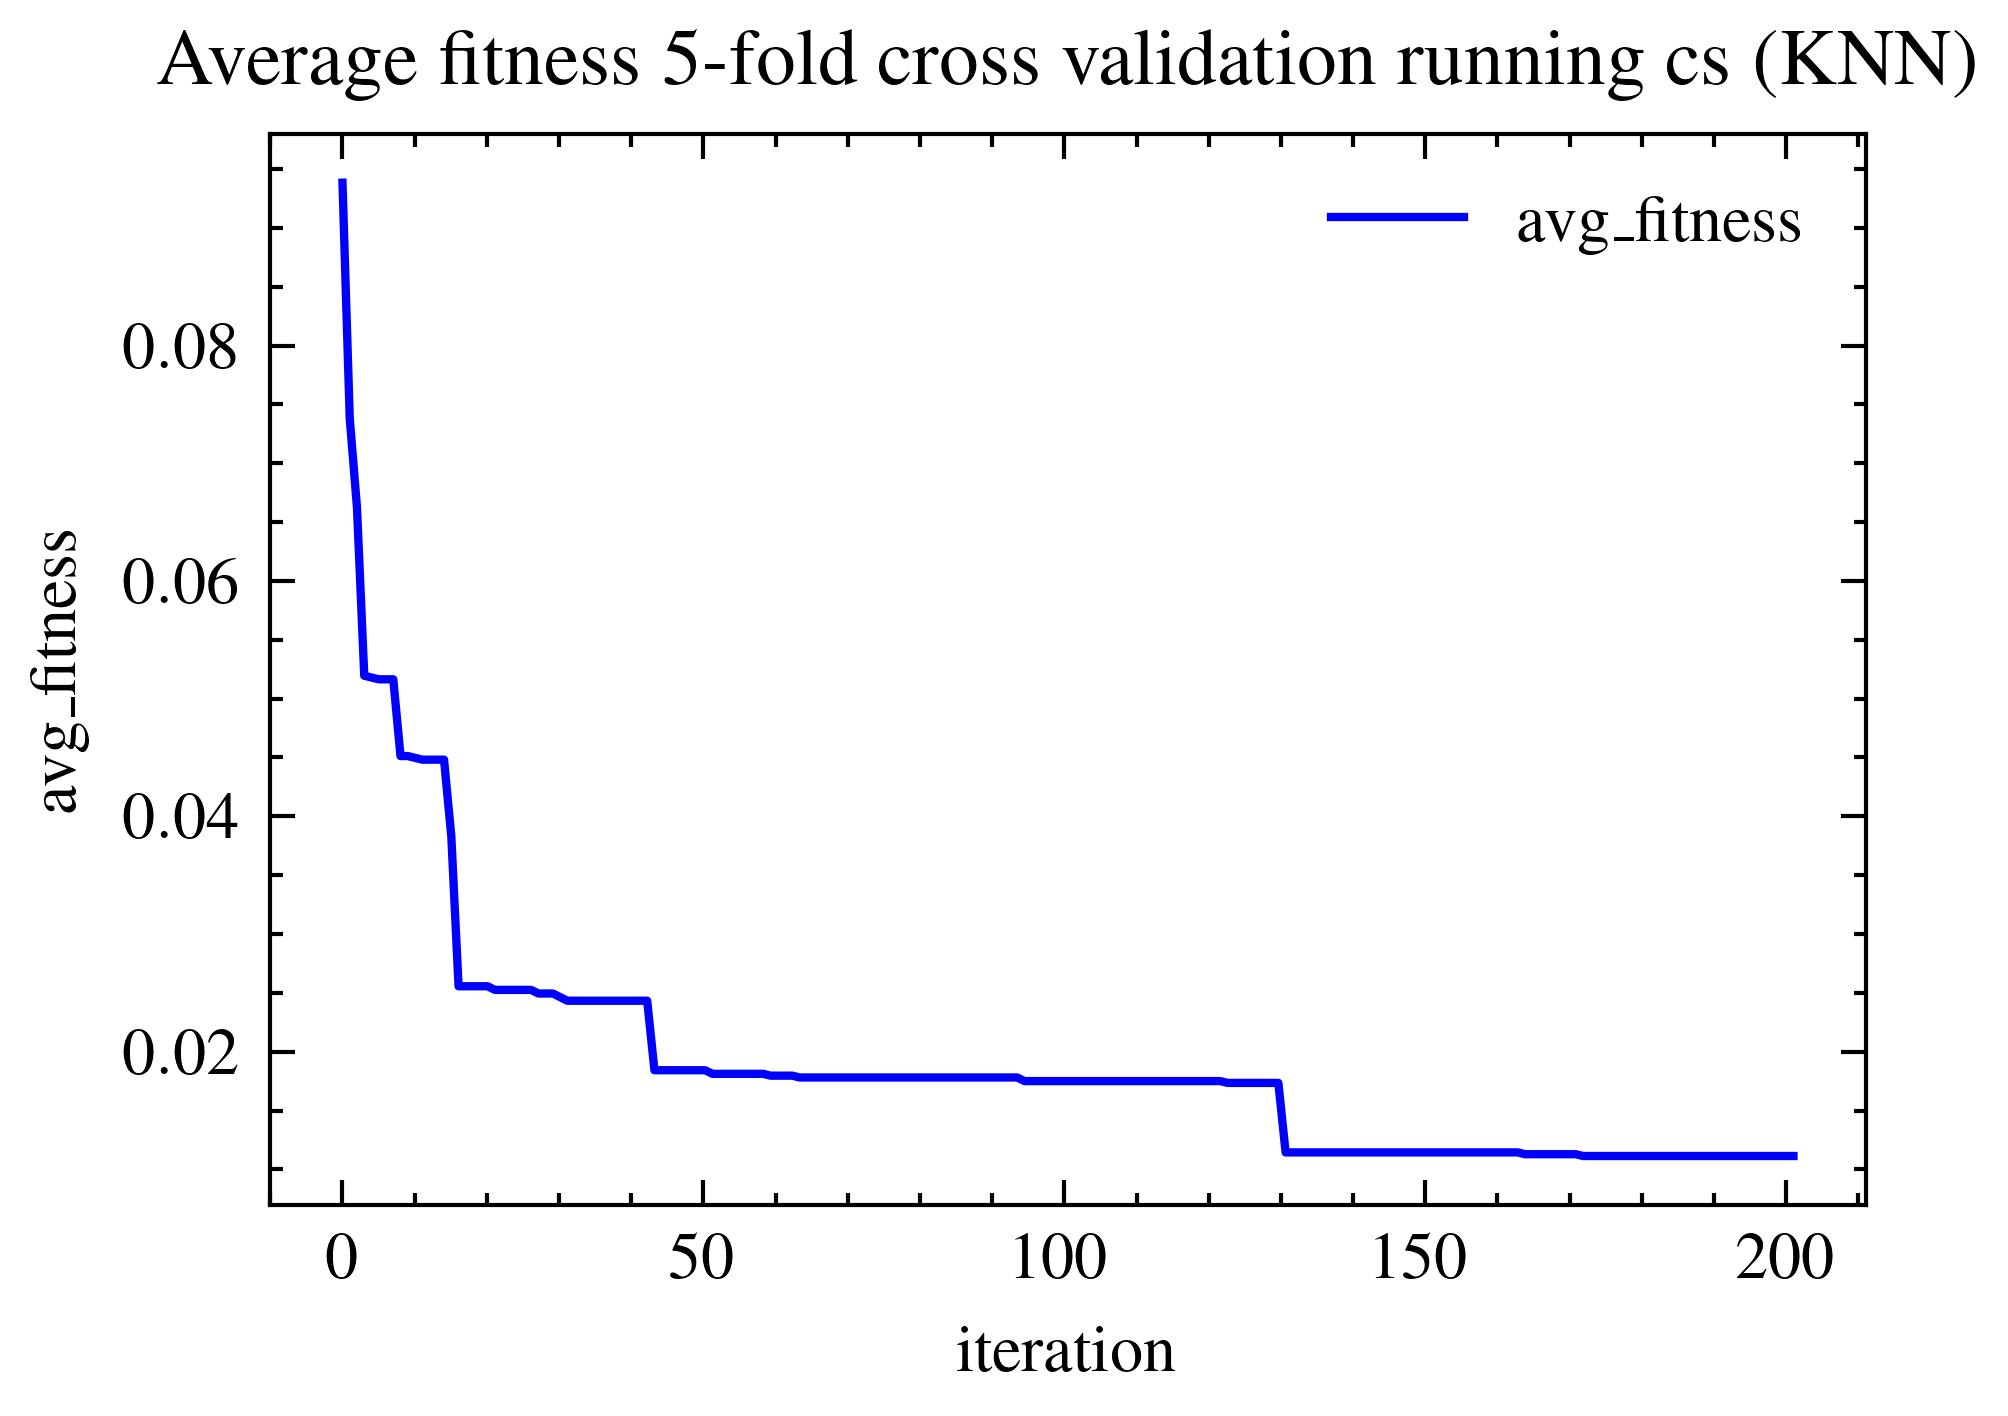 Average fitness 5-fold cross validation running cs (KNN)
avg_fitness
0.08
0.06
0.04
0.02
avg_fitness
0 50 100 150 200
iteration